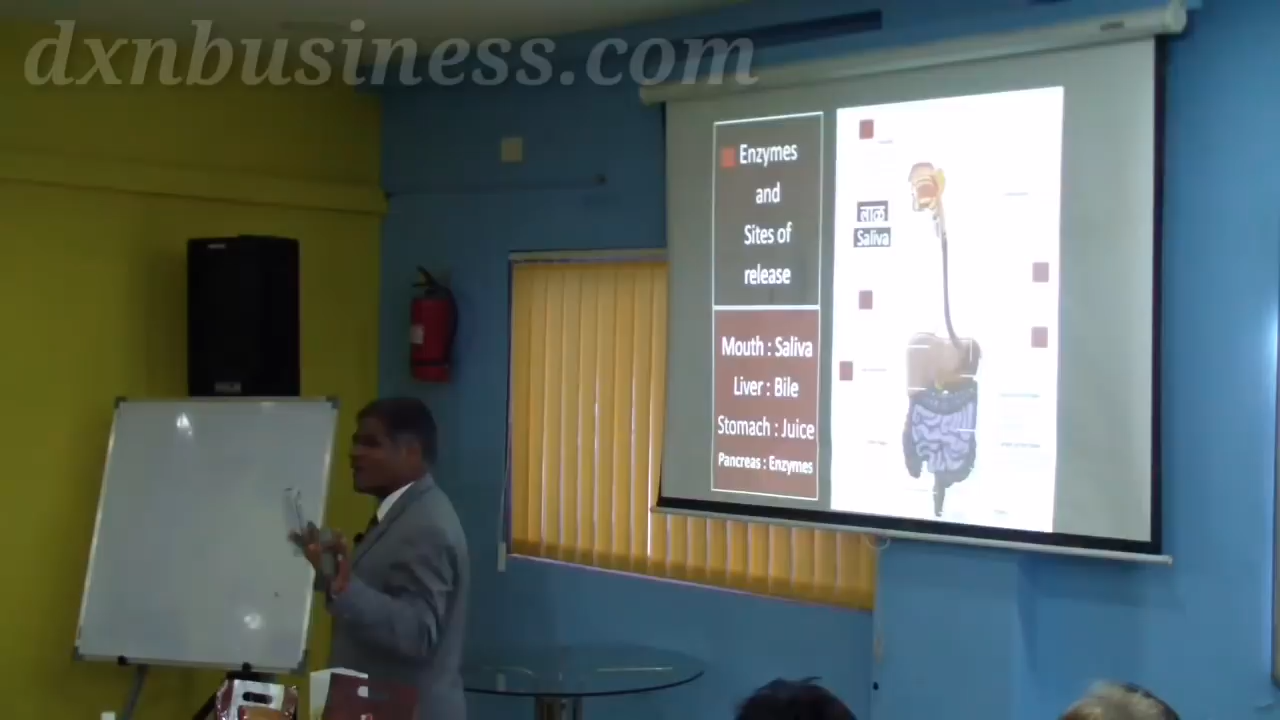 dxnbusiness.com
Enzymes
and
Sites of
release
Mouth : Saliva
Liver : Bile
Stomach : Juice
Pancreas : Enzymes
लाळ
Saliva